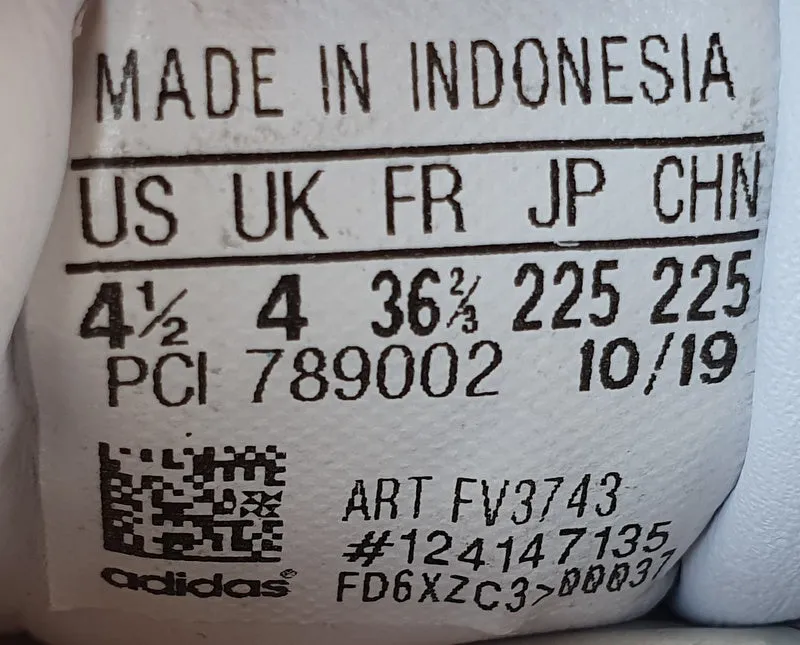 MADE IN INDONESIA
US UK FR JP CHN
4½ 4 36⅔ 225 225
PCI 789002 10/19
ART FV3743
#124147135
adidas®
FD6XZC3>00037